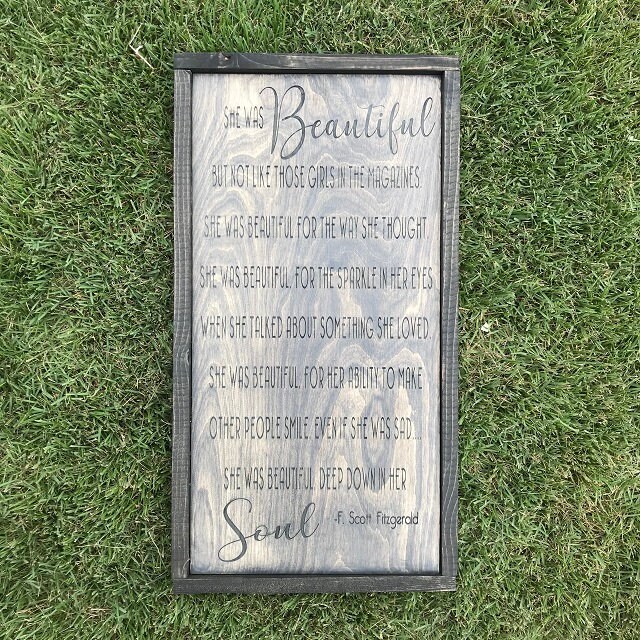 SHE WAS Beautiful
BUT NOT LIKE THOSE GIRLS IN THE MAGAZINES.
SHE WAS BEAUTIFUL FOR THE WAY SHE THOUGHT.
SHE WAS BEAUTIFUL, FOR THE SPARKLE IN HER EYES
WHEN SHE TALKED ABOUT SOMETHING SHE LOVED.
SHE WAS BEAUTIFUL, FOR HER ABILITY TO MAKE
OTHER PEOPLE SMILE, EVEN IF SHE WAS SAD....
SHE WAS BEAUTIFUL, DEEP DOWN IN HER
Soul -F. Scott Fitzgerald